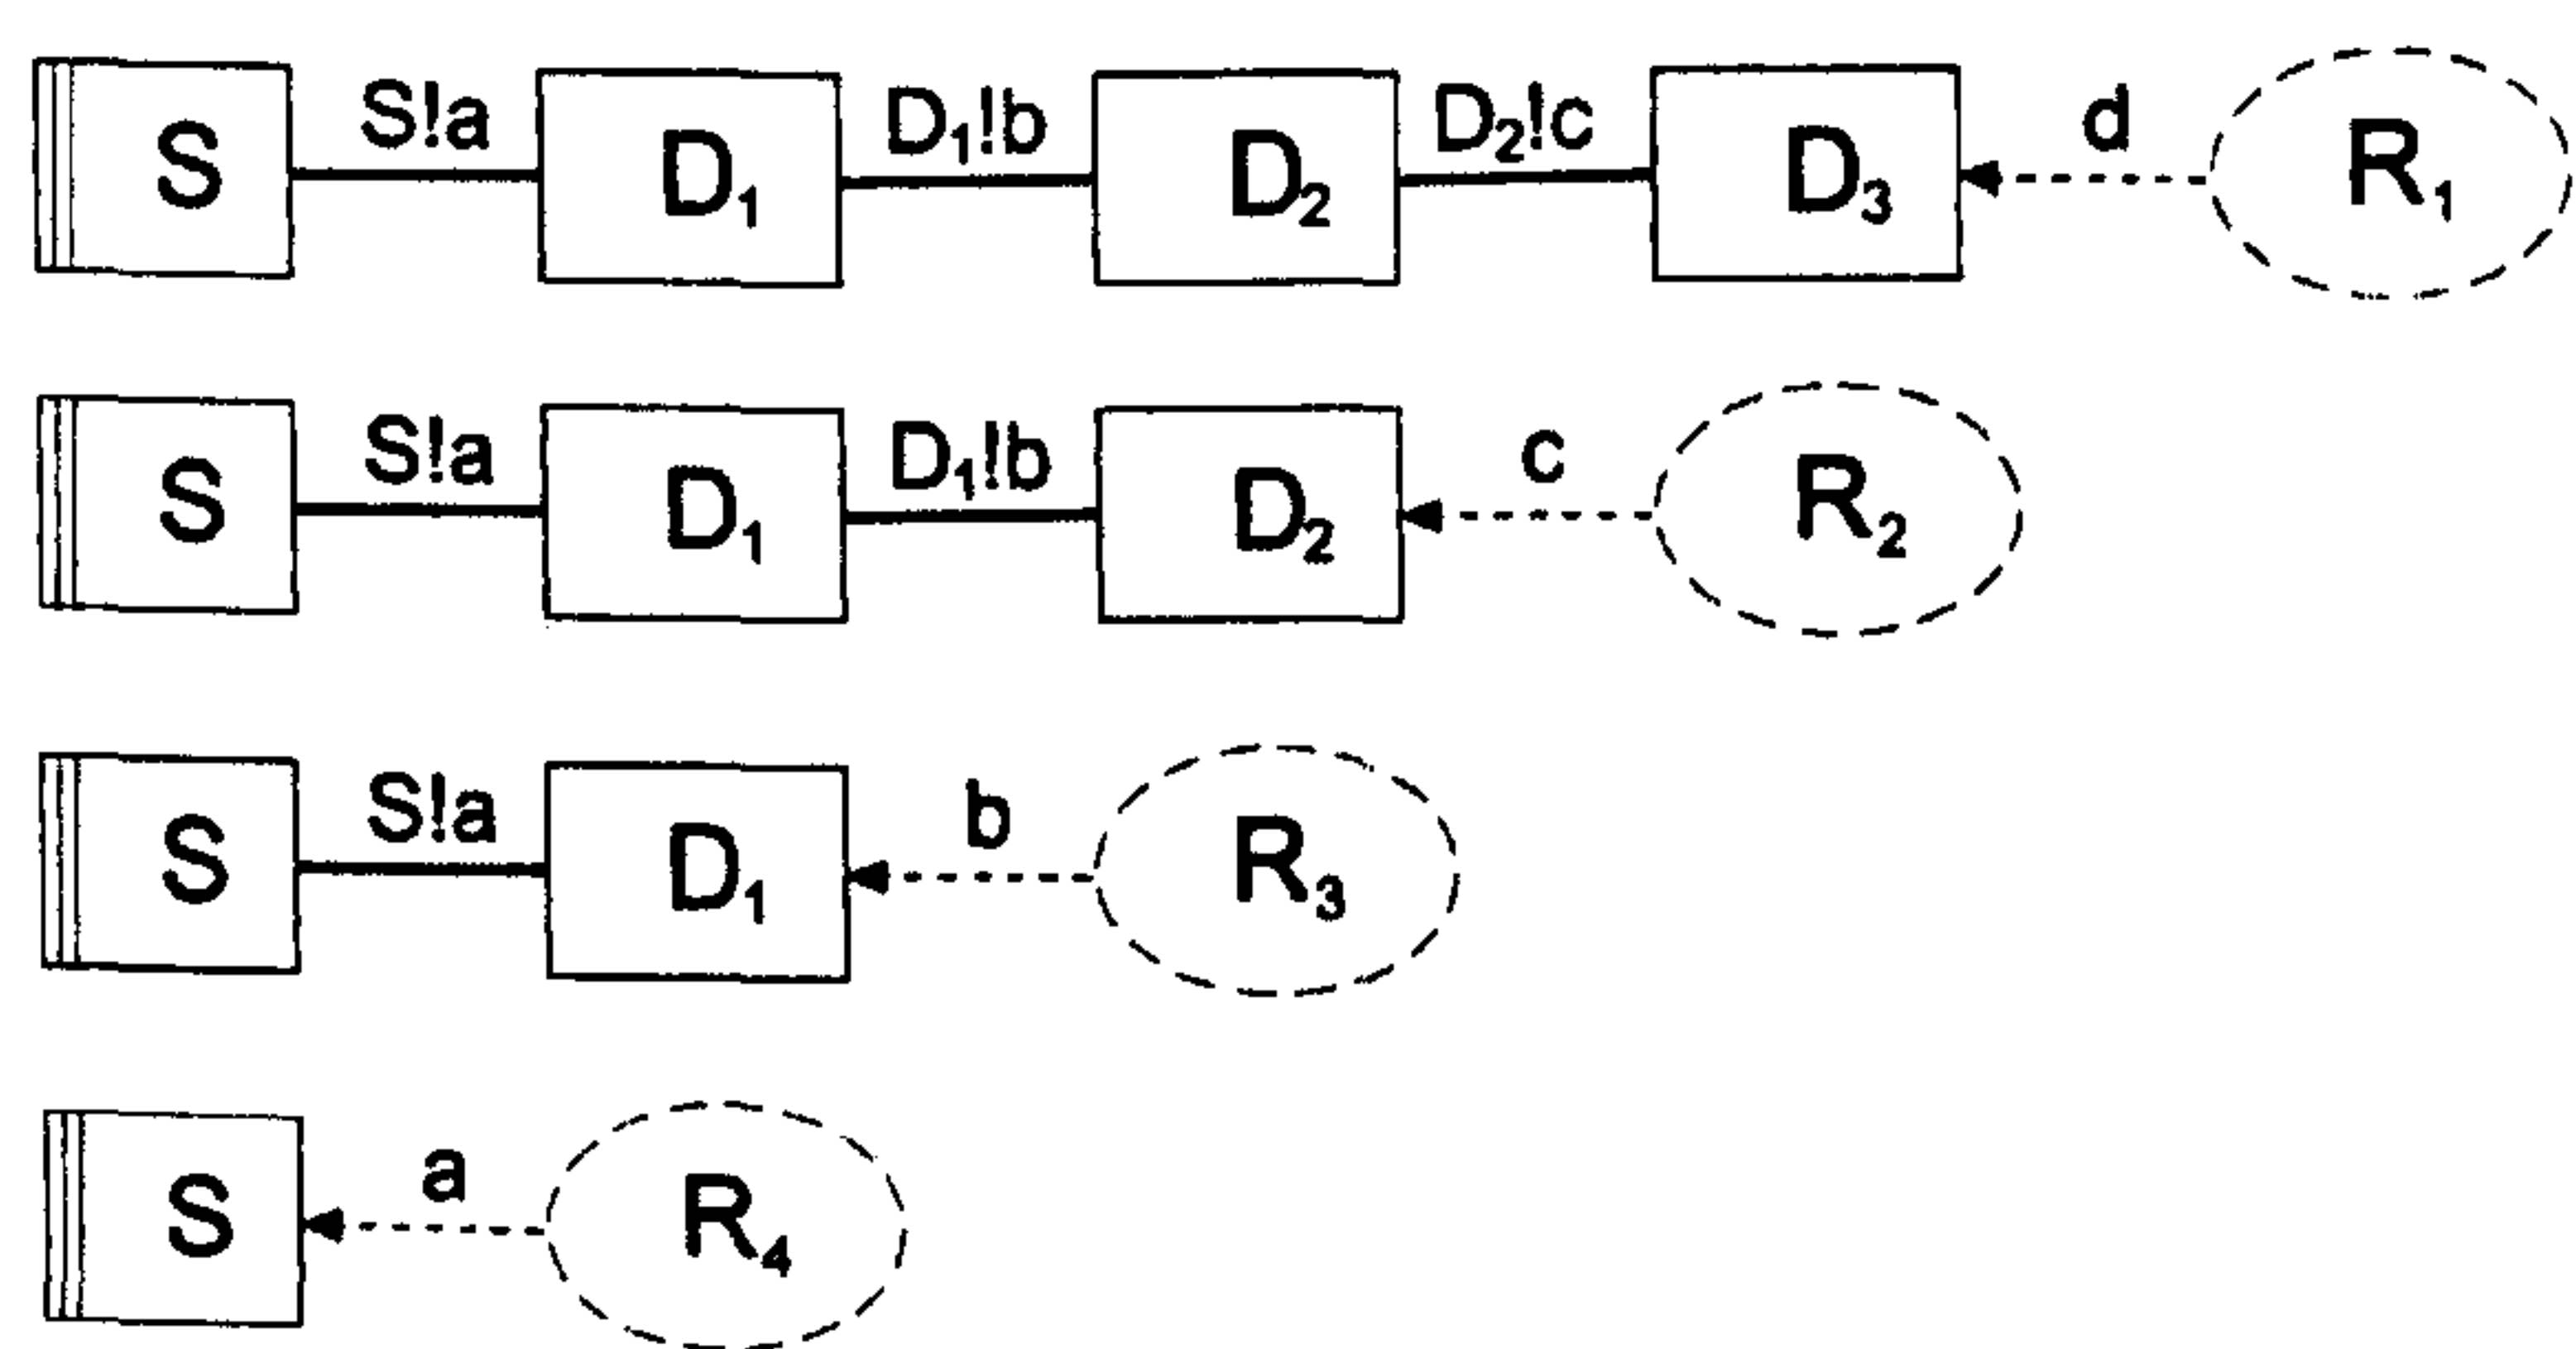 S S!a D₁ D₁!b D₂ D₂!c D₃ d R₁
S S!a D₁ D₁!b D₂ c R₂
S S!a D₁ b R₃
S a R₄